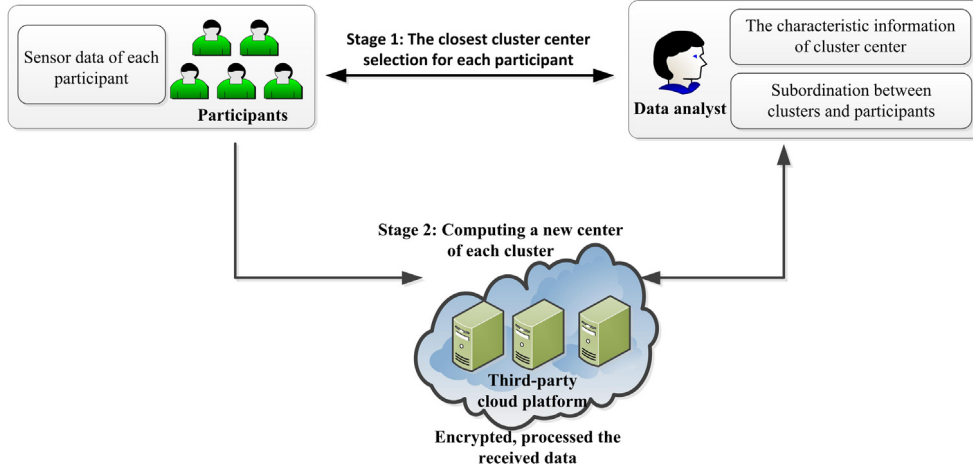 Sensor data of each
participant
Participants
Stage 1: The closest cluster center
selection for each participant
Data analyst
The characteristic information
of cluster center
Subordination between
clusters and participants
Stage 2: Computing a new center
of each cluster
Third-party
cloud platform
Encrypted, processed the
received data